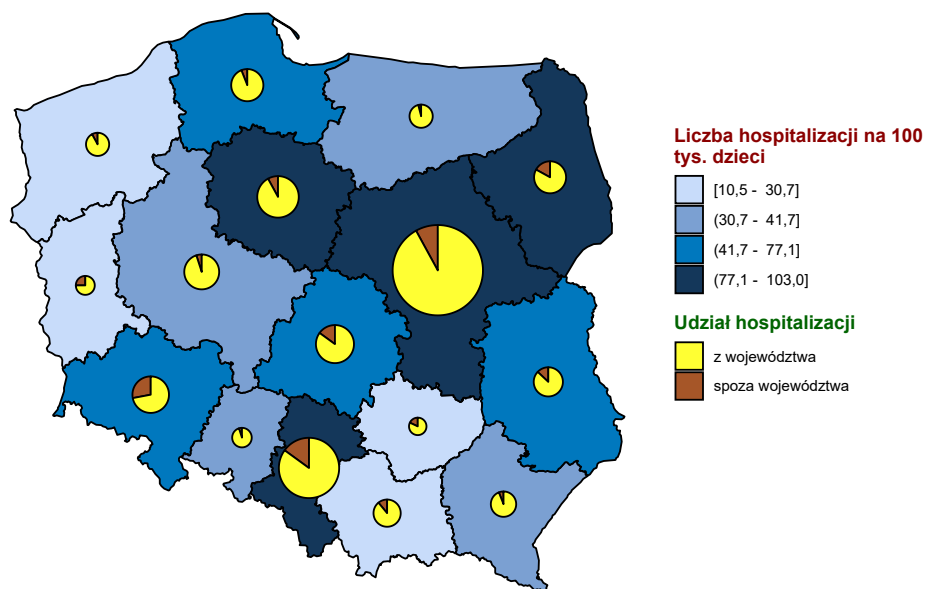 Liczba hospitalizacji na 100
tys. dzieci
[10,5 - 30,7]
(30,7 - 41,7]
(41,7 - 77,1]
(77,1 - 103,0]
Udział hospitalizacji
z województwa
spoza województwa